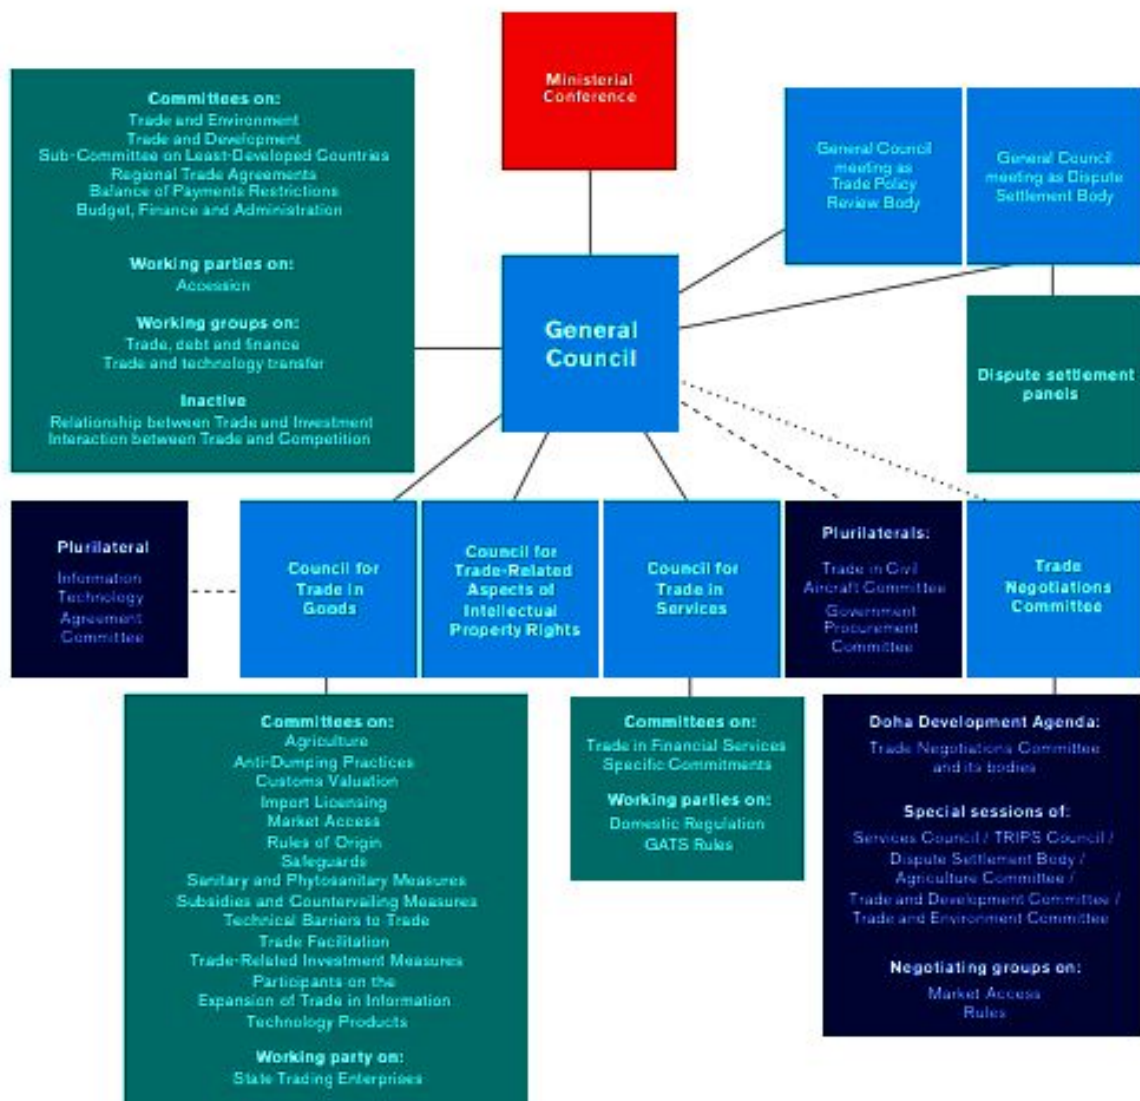 Ministerial
Conference
Committees on:
Trade and Environment
Trade and Development
Sub-Committee on Least-Developed Countries
Regional Trade Agreements
Balance of Payments Restrictions
Budget, Finance and Administration
Working parties on:
Accession
Working groups on:
Trade, debt and finance
Trade and technology transfer
Inactive
Relationship between Trade and Investment
Interaction between Trade and Competition
General Council
meeting as
Trade Policy
Review Body
General Council
meeting as Dispute
Settlement Body
General
Council
Dispute settlement
panels
Plurilateral
Information
Technology
Agreement
Committee
Council for
Trade in
Goods
Council for
Trade-Related
Aspects of
Intellectual
Property Rights
Council for
Trade in
Services
Plurilaterals:
Trade in Civil
Aircraft Committee
Government
Procurement
Committee
Trade
Negotiations
Committee
Committees on:
Agriculture
Anti-Dumping Practices
Customs Valuation
Import Licensing
Market Access
Rules of Origin
Safeguards
Sanitary and Phytosanitary Measures
Subsidies and Countervailing Measures
Technical Barriers to Trade
Trade Facilitation
Trade-Related Investment Measures
Participants on the
Expansion of Trade in Information
Technology Products
Working party on:
State Trading Enterprises
Committees on:
Trade in Financial Services
Specific Commitments
Working parties on:
Domestic Regulation
GATS Rules
Doha Development Agenda:
Trade Negotiations Committee
and its bodies
Special sessions of:
Services Council / TRIPS Council /
Dispute Settlement Body /
Agriculture Committee /
Trade and Development Committee /
Trade and Environment Committee
Negotiating groups on:
Market Access
Rules